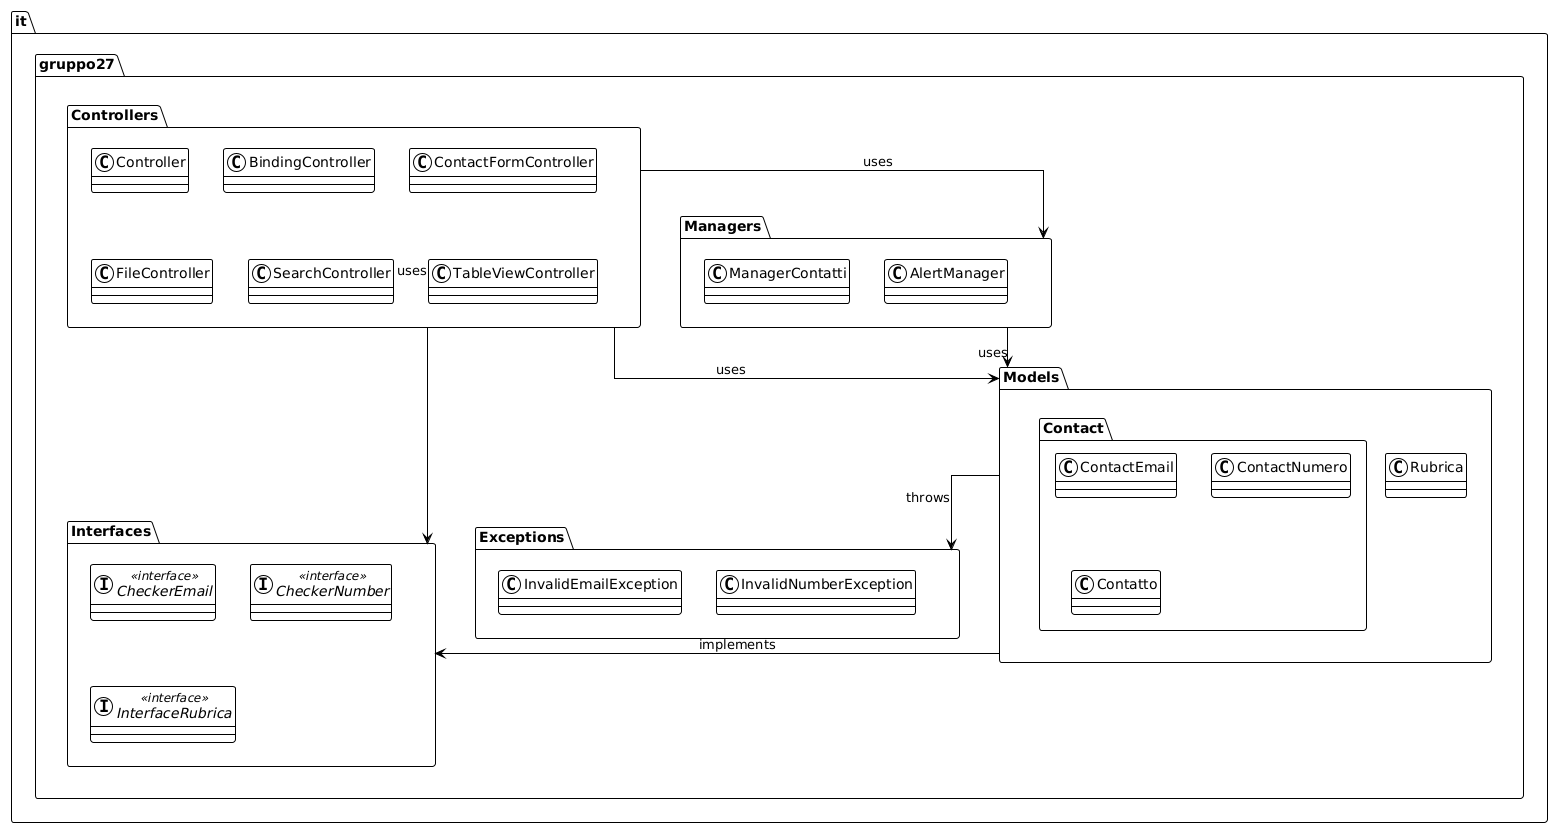 it
gruppo27
Controllers
C Controller
C BindingController
C ContactFormController
uses
Managers
C FileController
C SearchController
uses
C TableViewController
C ManagerContatti
C AlertManager
uses
uses
Models
Contact
C ContactEmail
C ContactNumero
C Rubrica
throws
Interfaces
Exceptions
I «interface»
CheckerEmail
I «interface»
CheckerNumber
C InvalidEmailException
C InvalidNumberException
C Contatto
implements
I «interface»
InterfaceRubrica